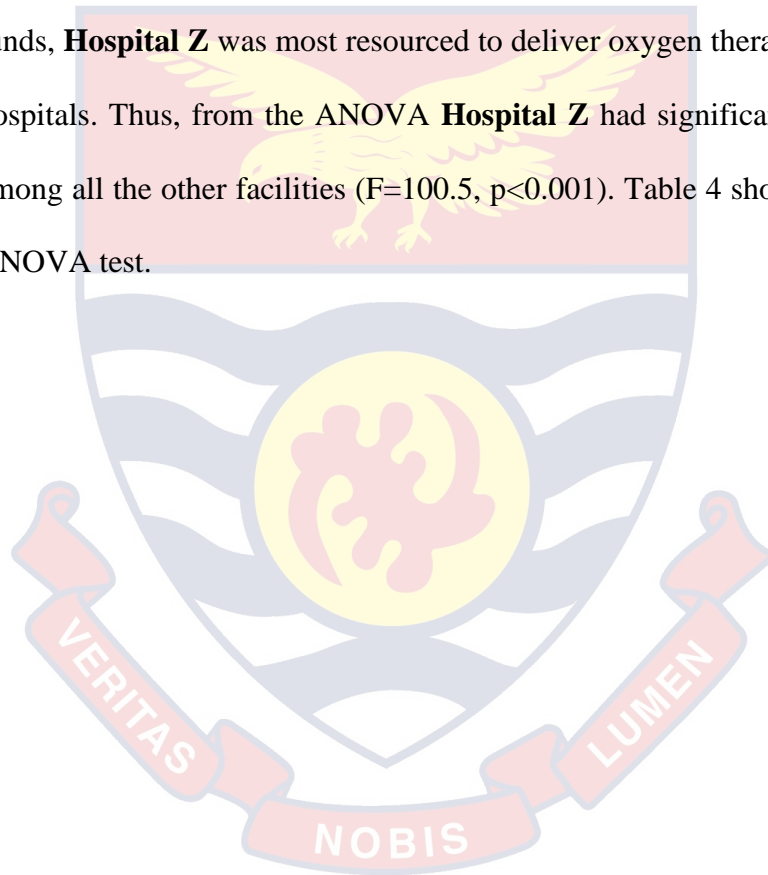 unds, Hospital Z was most resourced to deliver oxygen thera
ospitals. Thus, from the ANOVA Hospital Z had significa
mong all the other facilities (F=100.5, p<0.001). Table 4 sho
NOVA test.
VERITAS
NOBIS
LUMEN